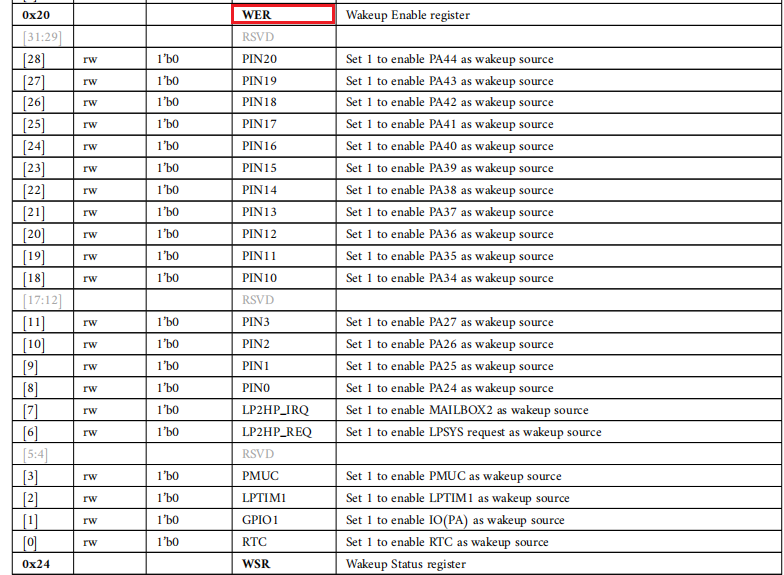 0x20 WER Wakeup Enable register
[31:29] RSVD
[28] rw 1'b0 PIN20 Set 1 to enable PA44 as wakeup source
[27] rw 1'b0 PIN19 Set 1 to enable PA43 as wakeup source
[26] rw 1'b0 PIN18 Set 1 to enable PA42 as wakeup source
[25] rw 1'b0 PIN17 Set 1 to enable PA41 as wakeup source
[24] rw 1'b0 PIN16 Set 1 to enable PA40 as wakeup source
[23] rw 1'b0 PIN15 Set 1 to enable PA39 as wakeup source
[22] rw 1'b0 PIN14 Set 1 to enable PA38 as wakeup source
[21] rw 1'b0 PIN13 Set 1 to enable PA37 as wakeup source
[20] rw 1'b0 PIN12 Set 1 to enable PA36 as wakeup source
[19] rw 1'b0 PIN11 Set 1 to enable PA35 as wakeup source
[18] rw 1'b0 PIN10 Set 1 to enable PA34 as wakeup source
[17:12] RSVD
[11] rw 1'b0 PIN3 Set 1 to enable PA27 as wakeup source
[10] rw 1'b0 PIN2 Set 1 to enable PA26 as wakeup source
[9] rw 1'b0 PIN1 Set 1 to enable PA25 as wakeup source
[8] rw 1'b0 PIN0 Set 1 to enable PA24 as wakeup source
[7] rw 1'b0 LP2HP_IRQ Set 1 to enable MAILBOX2 as wakeup source
[6] rw 1'b0 LP2HP_REQ Set 1 to enable LPSYS request as wakeup source
[5:4] RSVD
[3] rw 1'b0 PMUC Set 1 to enable PMUC as wakeup source
[2] rw 1'b0 LPTIM1 Set 1 to enable LPTIM1 as wakeup source
[1] rw 1'b0 GPIO1 Set 1 to enable IO(PA) as wakeup source
[0] rw 1'b0 RTC Set 1 to enable RTC as wakeup source
0x24 WSR Wakeup Status register